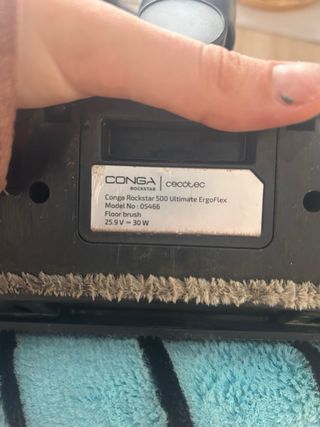 CONGA ROCKSTAR | cecotec
Conga Rockstar 500 Ultimate ErgoFlex
Model No : 05466
Floor brush
25.9 V ⎓ 30 W